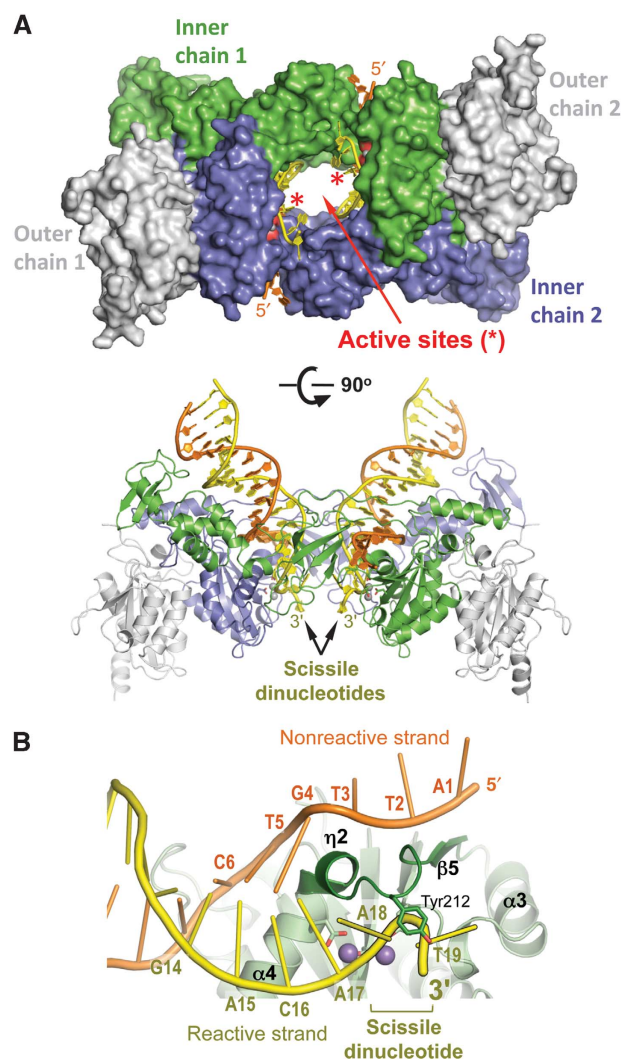 A
Inner
chain 1
5′
Outer
chain 2
*
*
Outer
chain 1
5′
Inner
chain 2
Active sites (*)
90o
3'
3'
Scissile
dinucleotides
B
Nonreactive strand
5′
A1
T2
T3
G4
T5
C6
η2
β5
Tyr212
α3
A18
T19
G14
α4
A15
C16
A17
3'
Reactive strand
Scissile
dinucleotide